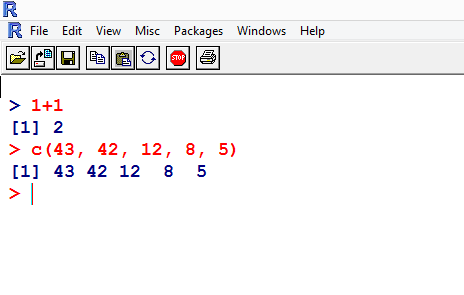 R
R File Edit View Misc Packages Windows Help
STOP
> 1+1
[1] 2
> c(43, 42, 12, 8, 5)
[1] 43 42 12  8  5
>